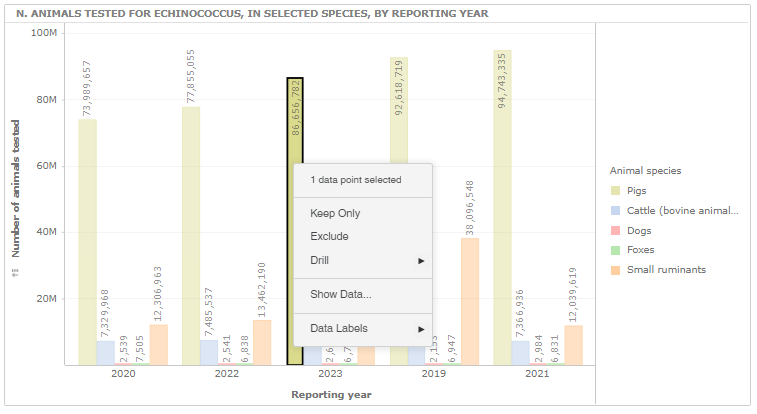 N. ANIMALS TESTED FOR ECHINOCOCCUS, IN SELECTED SPECIES, BY REPORTING YEAR
100M
80M
60M
40M
20M
Number of animals tested
73,989,657
7,329,968
2,539
7,505
12,306,963
77,855,055
7,485,537
2,541
6,838
13,462,190
86,656,782
92,618,719
6,947
38,096,548
94,743,335
7,366,936
2,984
6,831
12,039,619
1 data point selected
Keep Only
Exclude
Drill
Show Data...
Data Labels
2020
2022
2023
2019
2021
Reporting year
Animal species
Pigs
Cattle (bovine animal...
Dogs
Foxes
Small ruminants